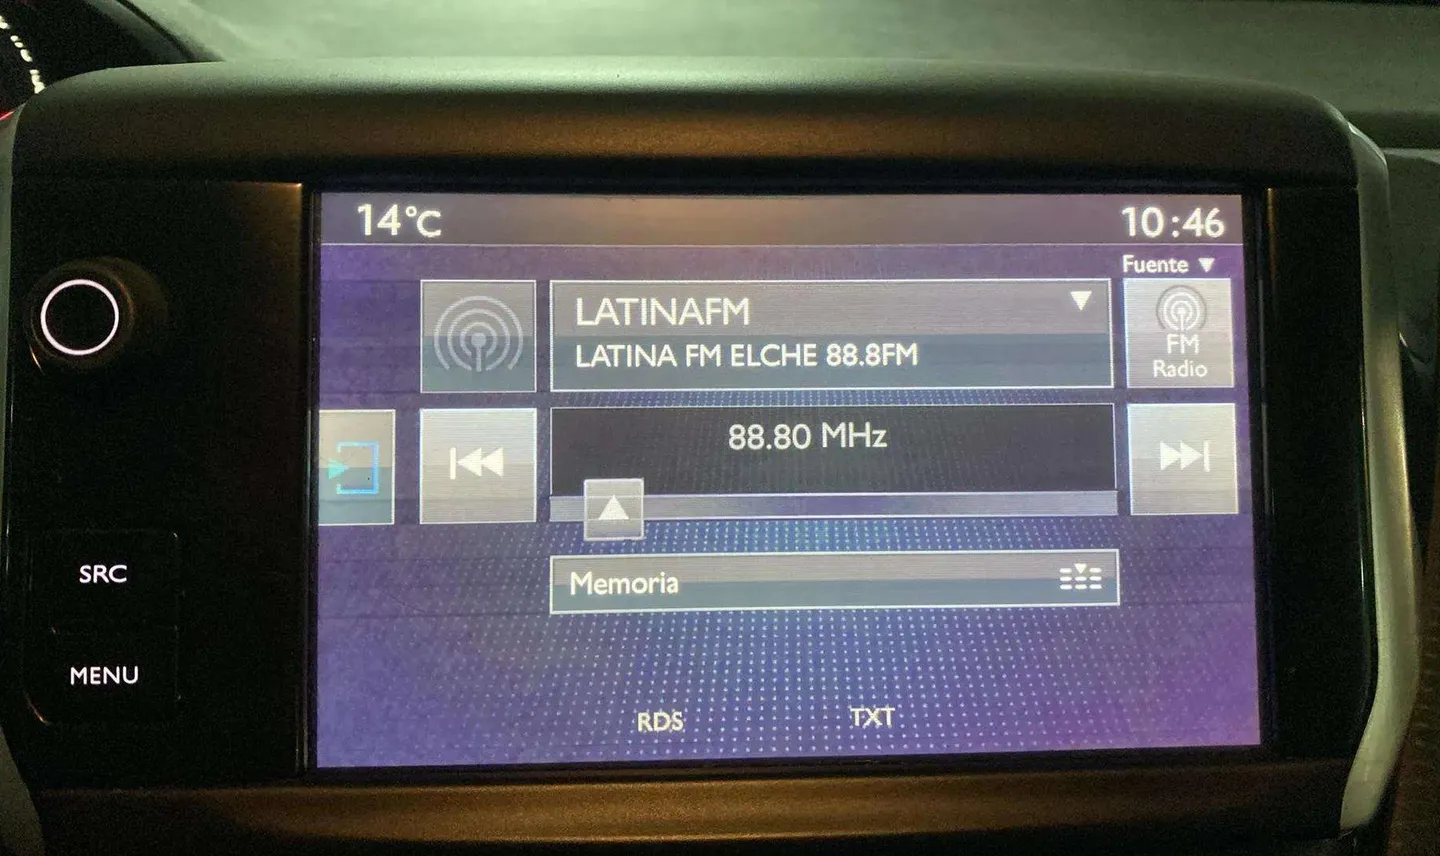 14°C
10:46
Fuente ▼
LATINAFM
LATINA FM ELCHE 88.8FM
FM
Radio
88.80 MHz
SRC
Memoria
MENU
RDS
TXT